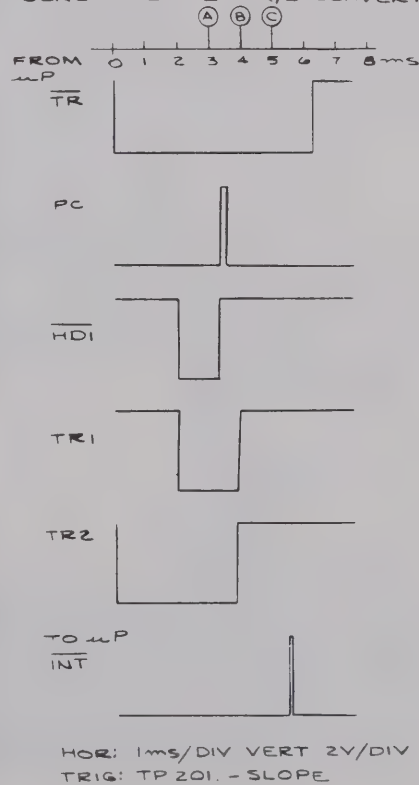 A B C
0 1 2 3 4 5 6 7 8 ms
FROM
μP
TR
PC
HD1
TR1
TR2
TO μP
INT
HOR: 1ms/DIV VERT 2V/DIV
TRIG: TP 201. - SLOPE